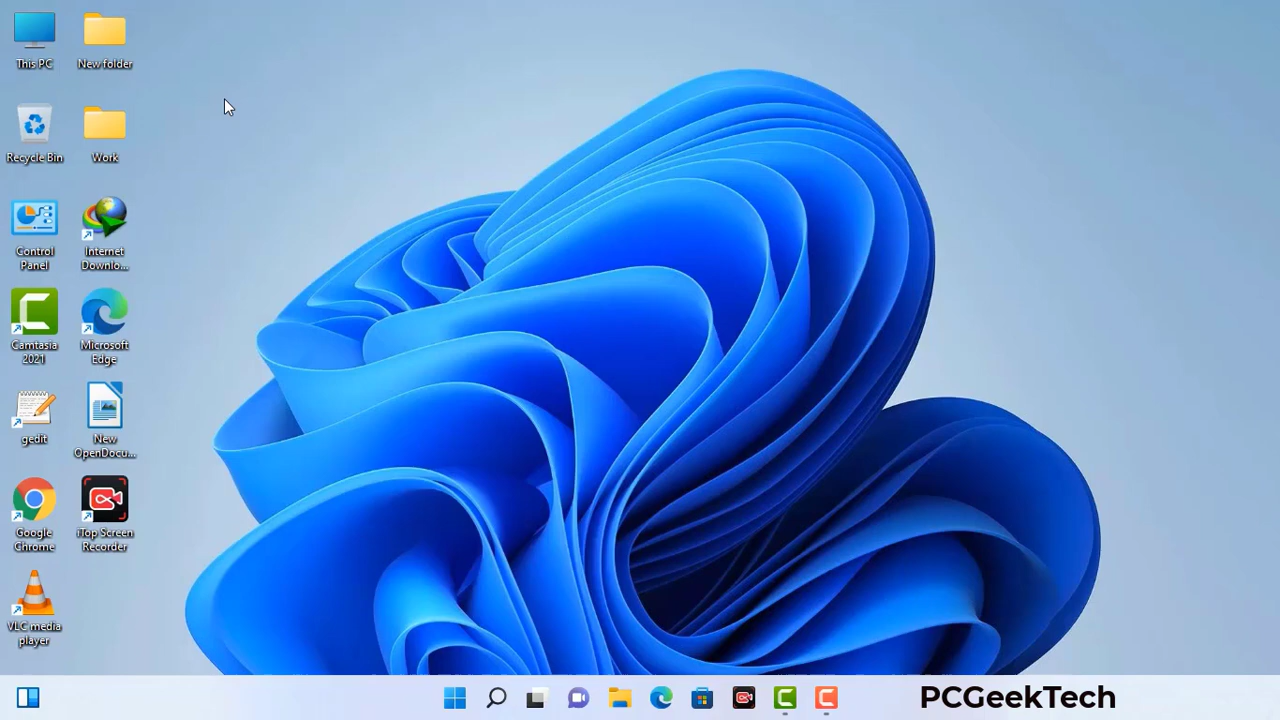 This PC
New folder
Recycle Bin
Work
Control
Panel
Internet
Downlo...
Camtasia
2021
Microsoft
Edge
gedit
New
OpenDocu...
Google
Chrome
iTop Screen
Recorder
VLC media
player
PCGeekTech